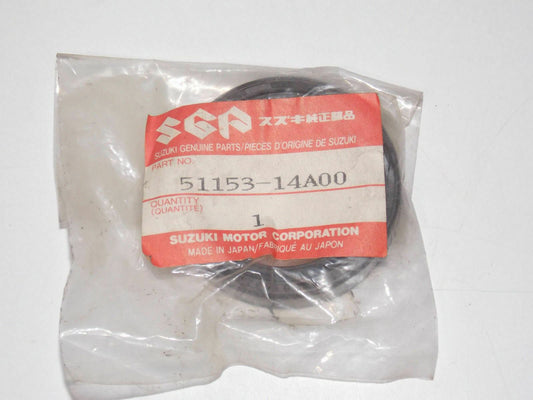 SGP スズキ純正部品
SUZUKI GENUINE PARTS/PIECES D'ORIGINE DE SUZUKI
PART NO.
51153-14A00
QUANTITY
(QUANTITE)
1
SUZUKI MOTOR CORPORATION
MADE IN JAPAN/FABRIQUÉ AU JAPON